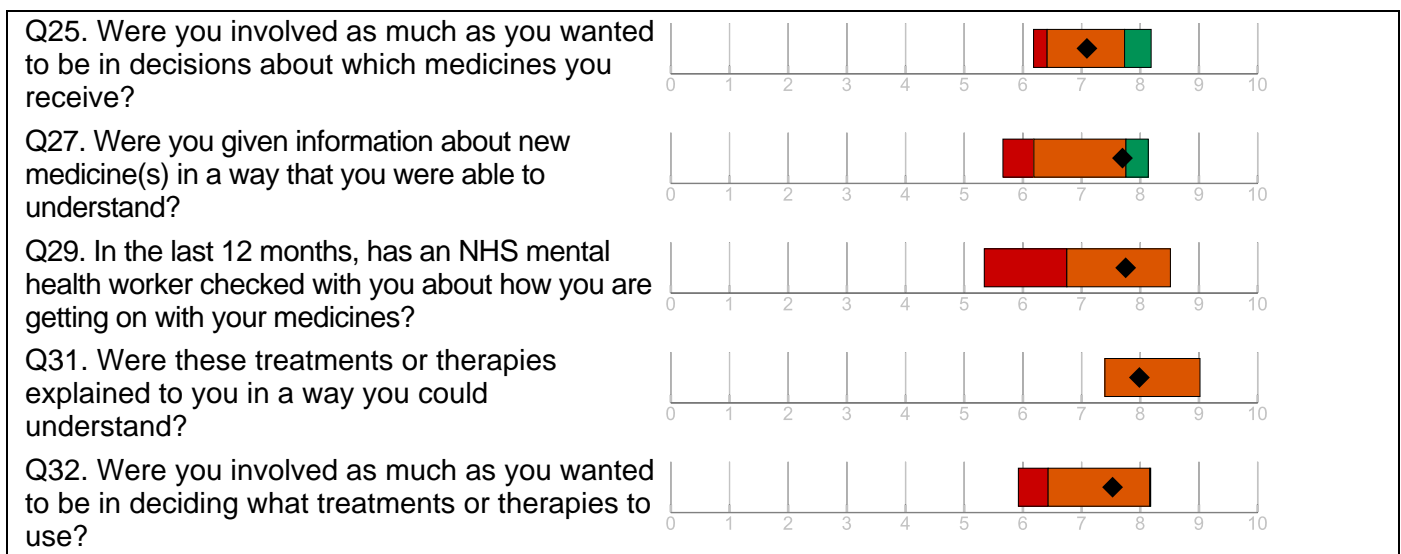 Q25. Were you involved as much as you wanted
to be in decisions about which medicines you
receive?
0 1 2 3 4 5 6 7 8 9 10
Q27. Were you given information about new
medicine(s) in a way that you were able to
understand?
0 1 2 3 4 5 6 7 8 9 10
Q29. In the last 12 months, has an NHS mental
health worker checked with you about how you are
getting on with your medicines?
0 1 2 3 4 5 6 7 8 9 10
Q31. Were these treatments or therapies
explained to you in a way you could
understand?
0 1 2 3 4 5 6 7 8 9 10
Q32. Were you involved as much as you wanted
to be in deciding what treatments or therapies to
use?
0 1 2 3 4 5 6 7 8 9 10